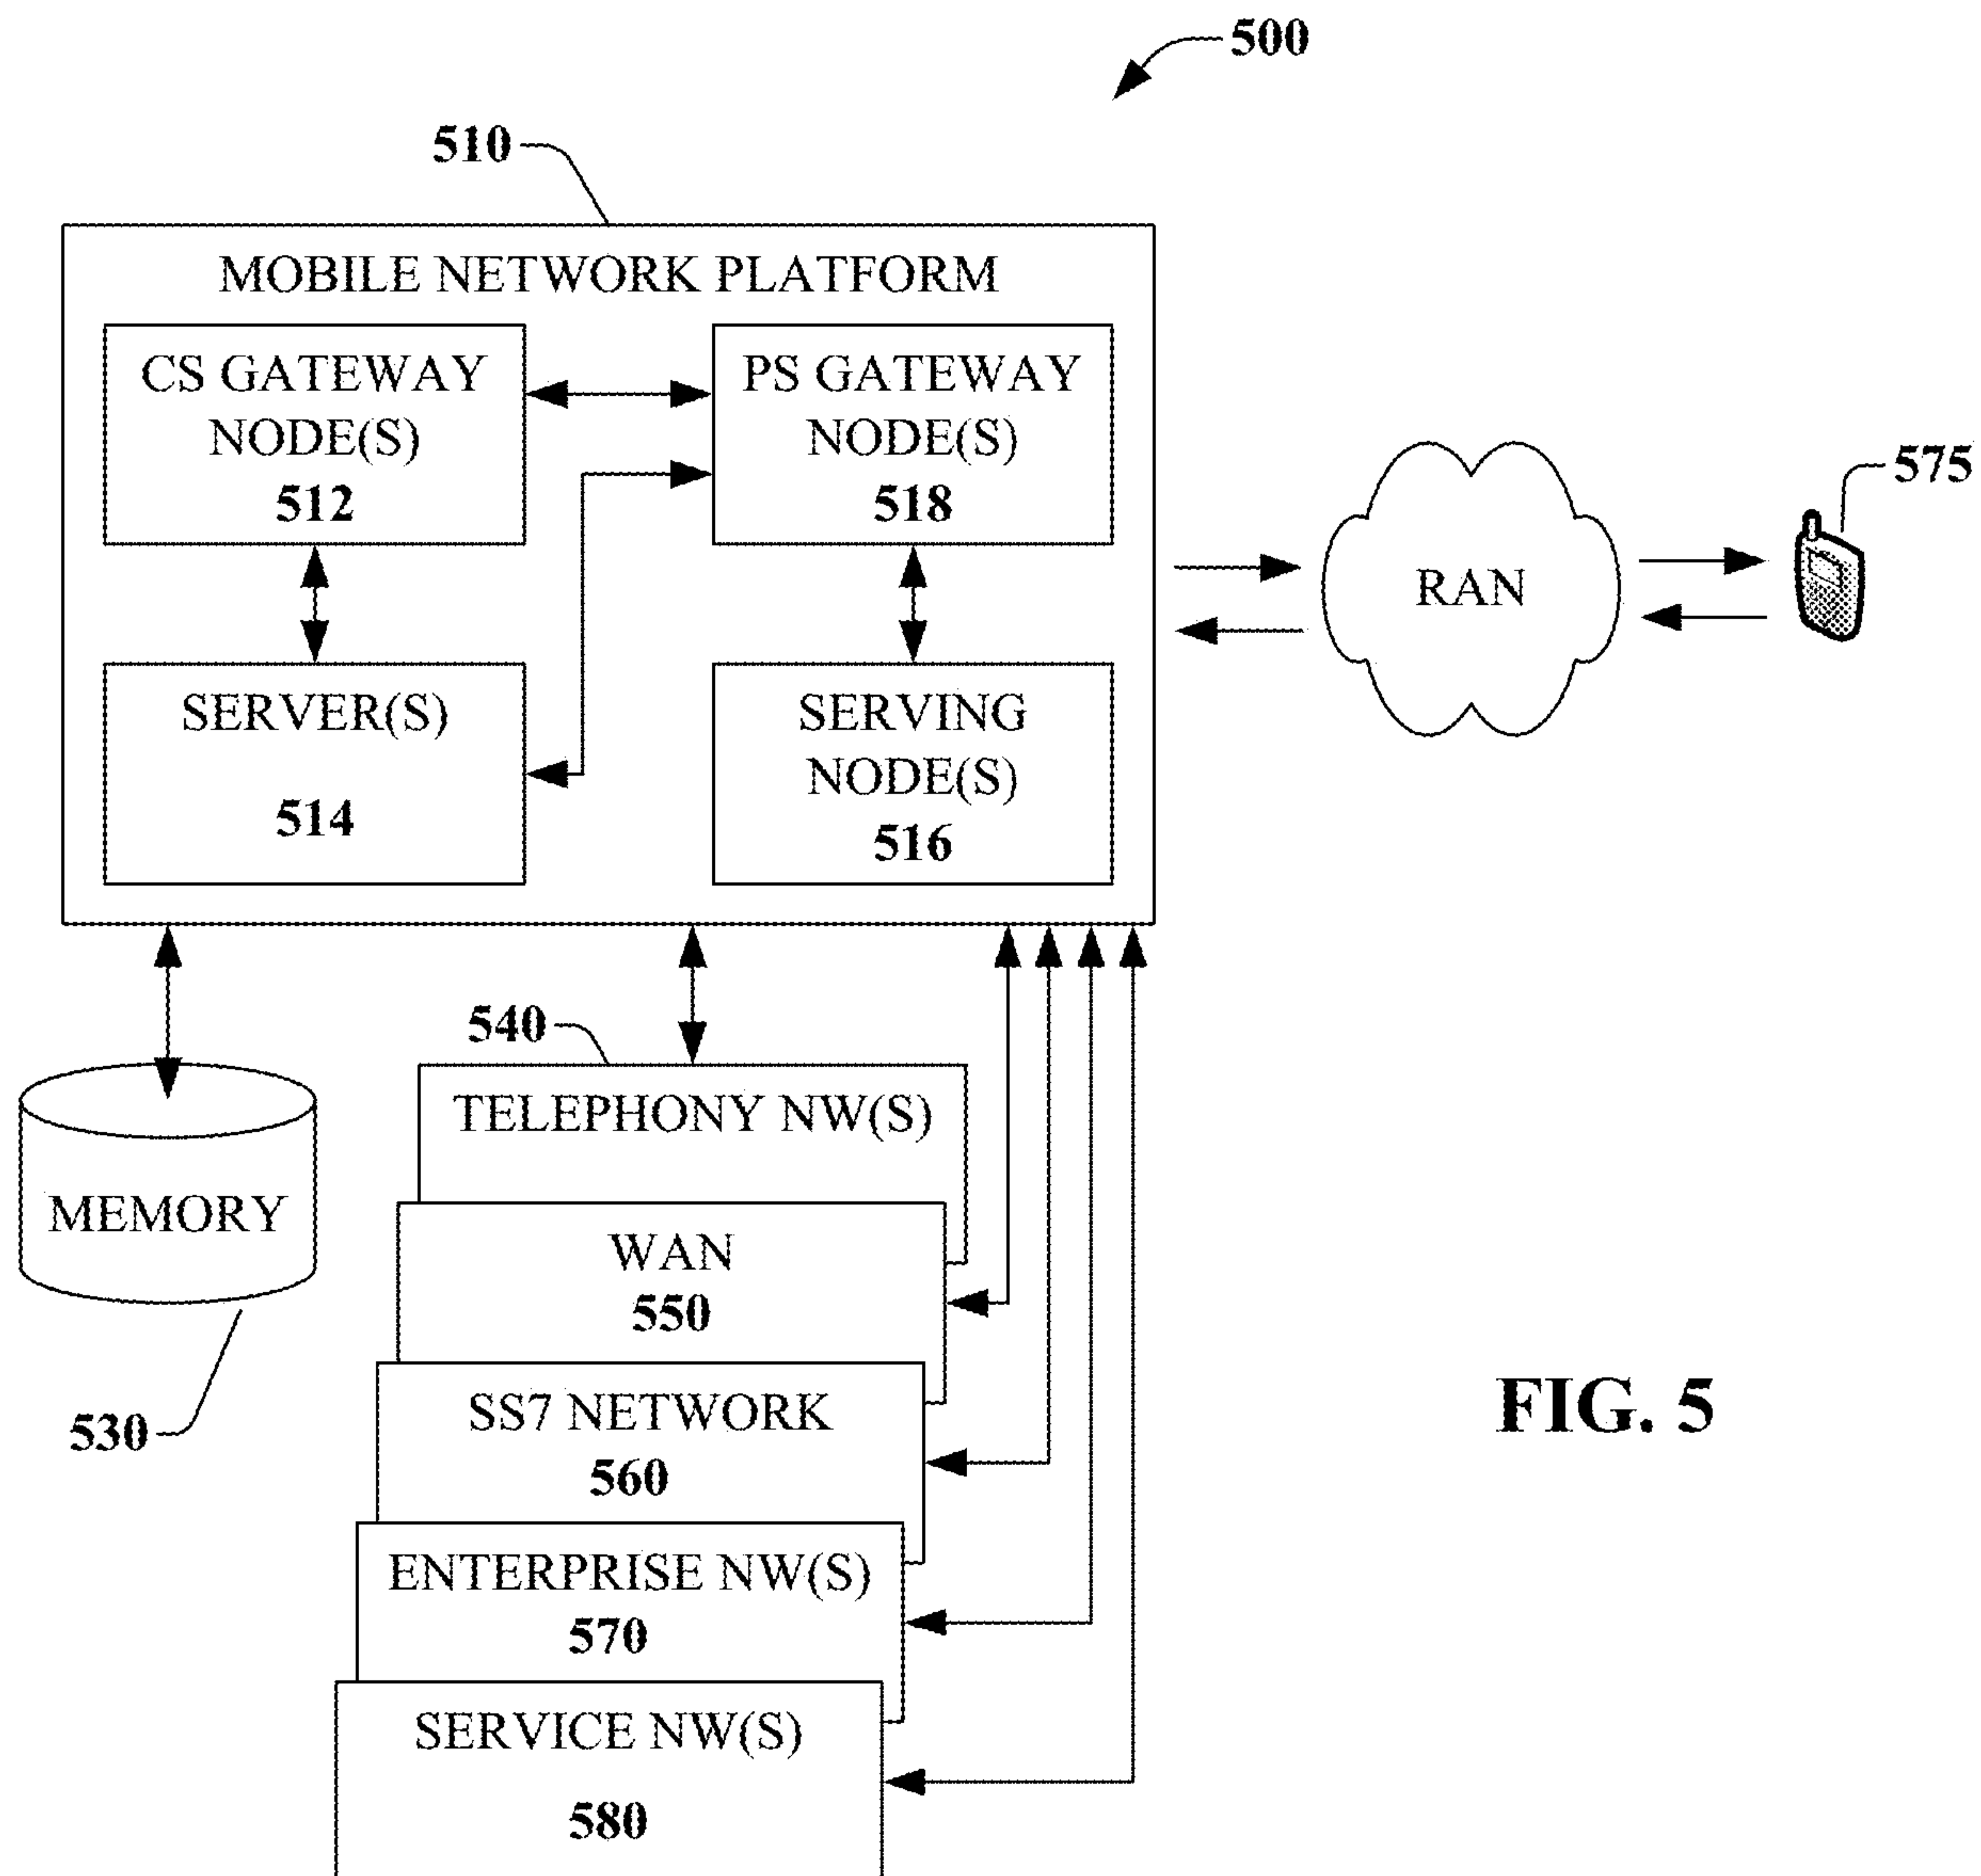 500
510
MOBILE NETWORK PLATFORM
CS GATEWAY
NODE(S)
512
PS GATEWAY
NODE(S)
518
SERVER(S)
514
SERVING
NODE(S)
516
RAN
575
540
TELEPHONY NW(S)
MEMORY
530
WAN
550
SS7 NETWORK
560
ENTERPRISE NW(S)
570
SERVICE NW(S)
580
FIG. 5